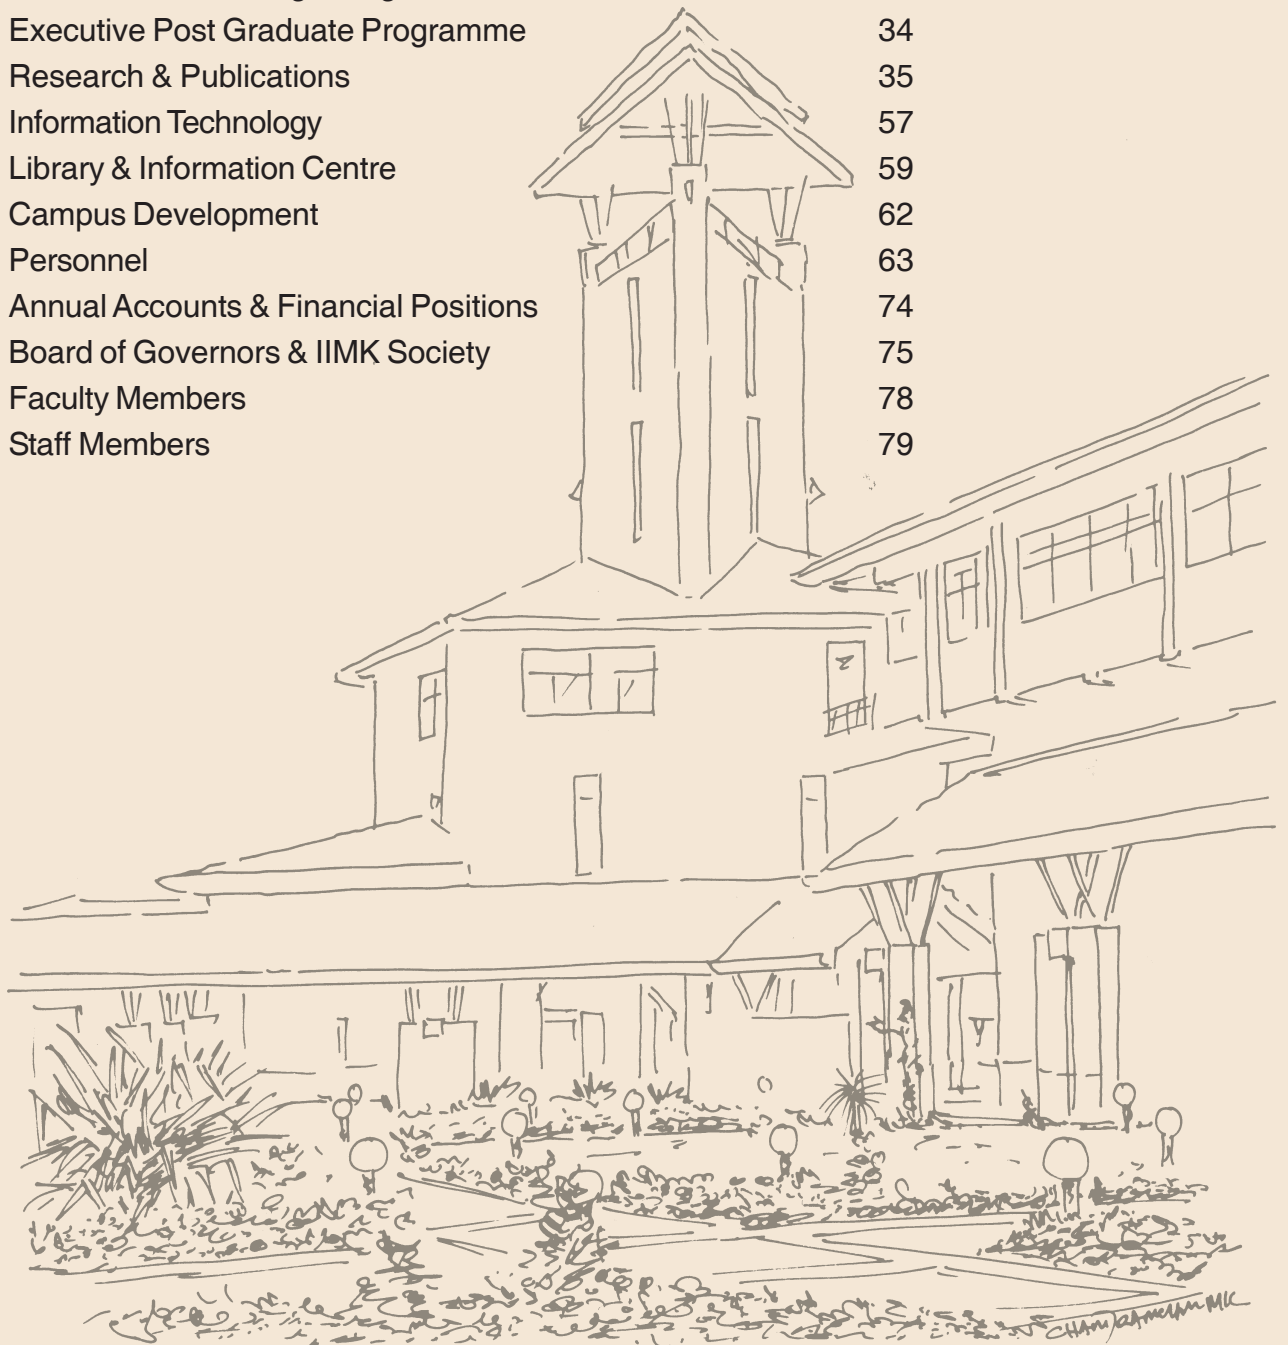 Executive Post Graduate Programme 34
Research & Publications 35
Information Technology 57
Library & Information Centre 59
Campus Development 62
Personnel 63
Annual Accounts & Financial Positions 74
Board of Governors & IIMK Society 75
Faculty Members 78
Staff Members 79